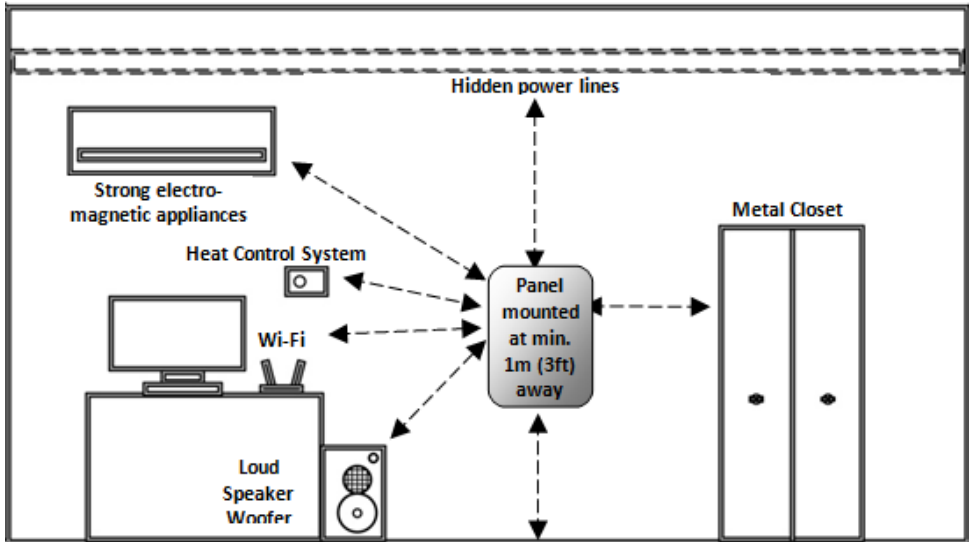 Hidden power lines
Strong electro-
magnetic appliances
Metal Closet
Heat Control System
Panel
mounted
at min.
1m (3ft)
away
Wi-Fi
Loud
Speaker
Woofer